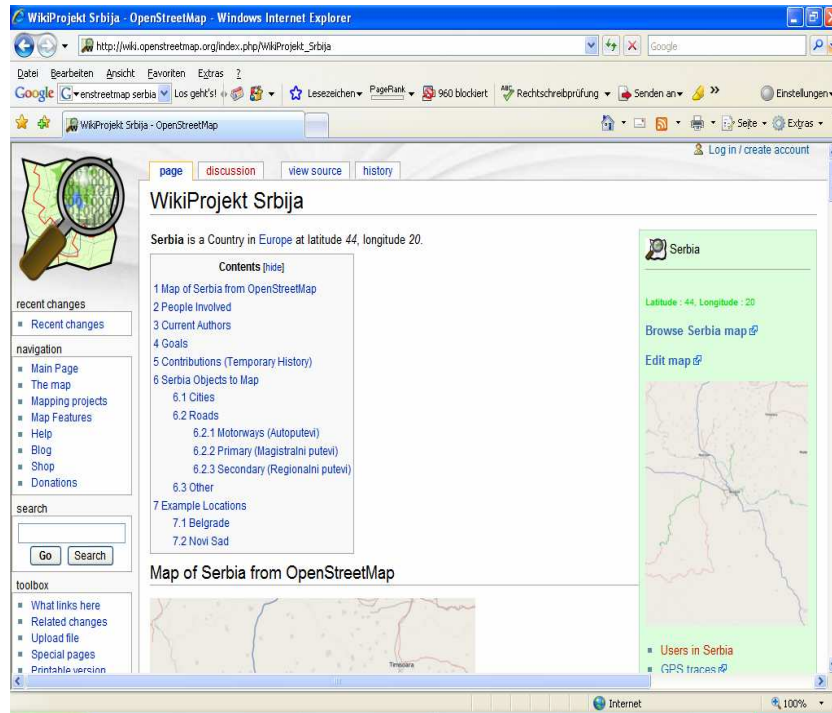 WikiProjekt Srbija - OpenStreetMap - Windows Internet Explorer
http://wiki.openstreetmap.org/index.php/WikiProjekt_Srbija
Google
Datei Bearbeiten Ansicht Favoriten Extras ?
Google G enstreetmap serbia Los geht's! Lesezeichen PageRank 960 blockiert Rechtschreibprüfung Senden an » Einstellungen
WikiProjekt Srbija - OpenStreetMap Seite Extras
Log in / create account
page discussion view source history
WikiProjekt Srbija
Serbia is a Country in Europe at latitude 44, longitude 20.
Contents [hide]
1 Map of Serbia from OpenStreetMap
2 People Involved
3 Current Authors
4 Goals
5 Contributions (Temporary History)
6 Serbia Objects to Map
6.1 Cities
6.2 Roads
6.2.1 Motorways (Autoputevi)
6.2.2 Primary (Magistralni putevi)
6.2.3 Secondary (Regionalni putevi)
6.3 Other
7 Example Locations
7.1 Belgrade
7.2 Novi Sad
Map of Serbia from OpenStreetMap
Timisoara
recent changes
Recent changes
navigation
Main Page
The map
Mapping projects
Map Features
Help
Blog
Shop
Donations
search
Go Search
toolbox
What links here
Related changes
Upload file
Special pages
Printable version
Serbia
Latitude : 44, Longitude : 20
Browse Serbia map
Edit map
Users in Serbia
GPS traces
Internet 100%